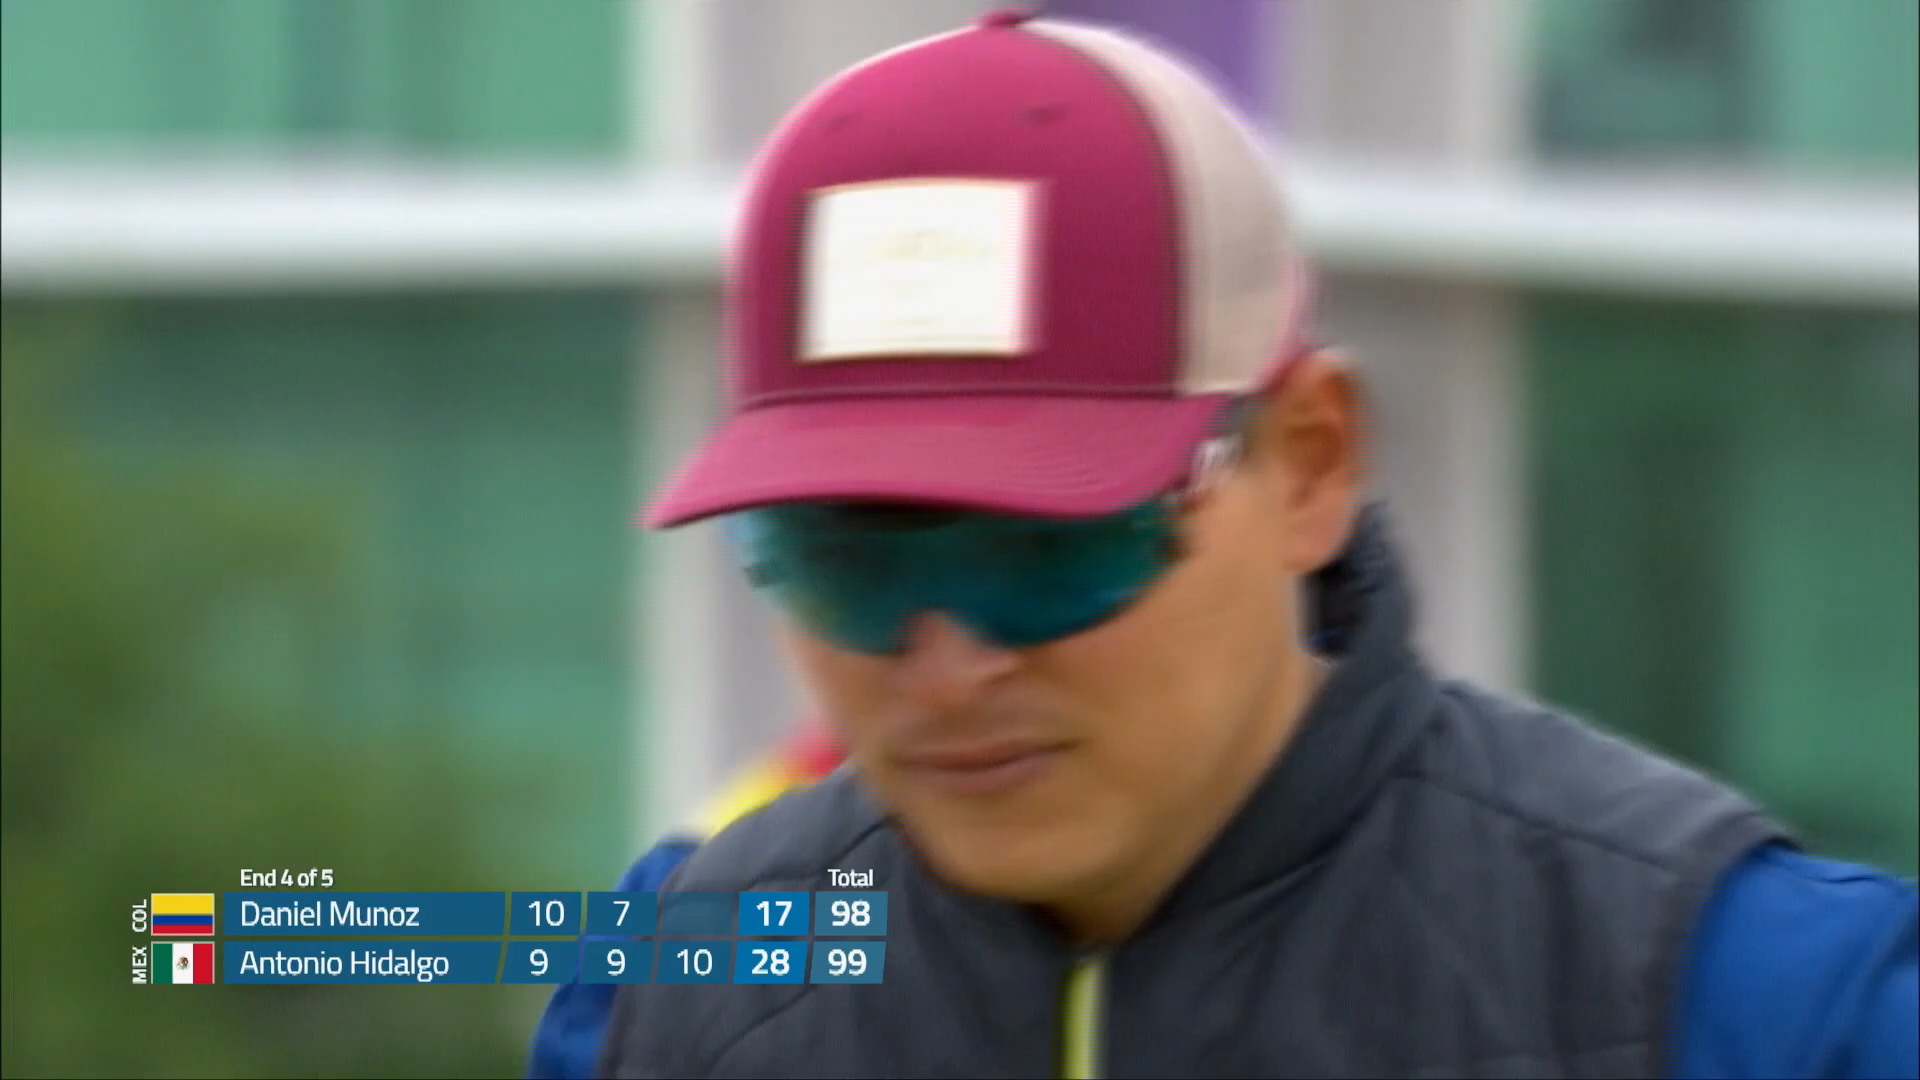 End 4 of 5 Total
COL Daniel Munoz 10 7 17 98
MEX Antonio Hidalgo 9 9 10 28 99